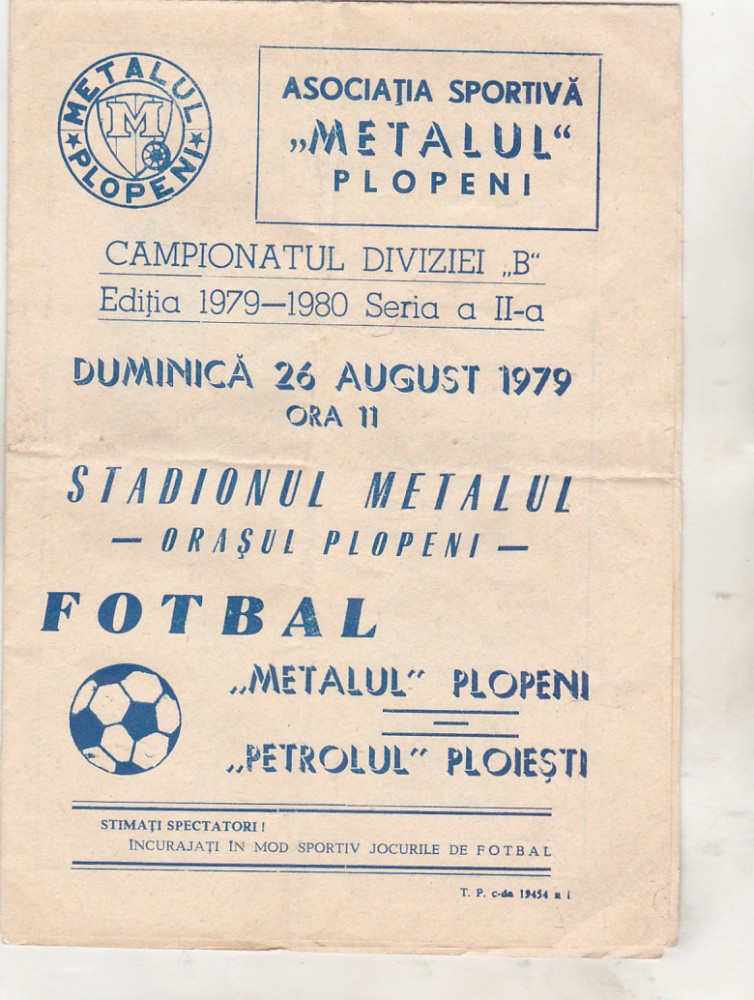 METALUL
M
PLOPENI
ASOCIAȚIA SPORTIVĂ
„METALUL“
PLOPENI
CAMPIONATUL DIVIZIEI „B“
Ediția 1979—1980 Seria a II-a
DUMINICĂ 26 AUGUST 1979
ORA 11
STADIONUL METALUL
— ORAȘUL PLOPENI —
FOTBAL
„METALUL“ PLOPENI
—
„PETROLUL“ PLOIEȘTI
STIMAȚI SPECTATORI !
INCURAJAȚI ÎN MOD SPORTIV JOCURILE DE FOTBAL
T. P. c-da 19454 n i